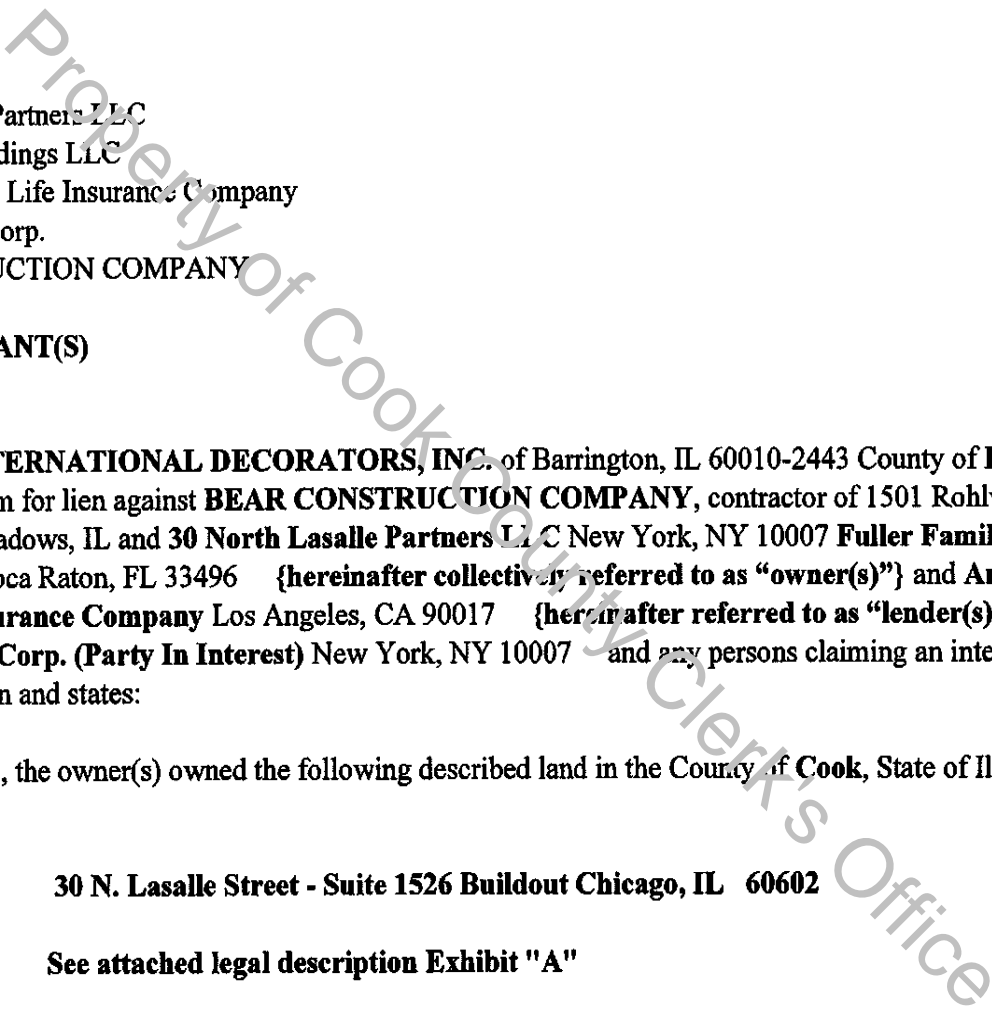 Partners LLC
dings LLC
Life Insurance Company
orp.
UCTION COMPANY
ANT(S)
TERNATIONAL DECORATORS, INC. of Barrington, IL 60010-2443 County of
m for lien against BEAR CONSTRUCTION COMPANY, contractor of 1501 Rohlw
adows, IL and 30 North Lasalle Partners LLC New York, NY 10007 Fuller Famil
oca Raton, FL 33496 {hereinafter collectively referred to as “owner(s)”} and
urance Company Los Angeles, CA 90017 {hereinafter referred to as “lender(s)
Corp. (Party In Interest) New York, NY 10007 and any persons claiming an inte
n and states:
, the owner(s) owned the following described land in the County of Cook, State of Il
30 N. Lasalle Street - Suite 1526 Buildout Chicago, IL 60602
See attached legal description Exhibit "A"
Property of Cook County Clerk's Office